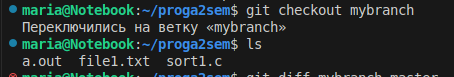 maria@Notebook:~/proga2sem$ git checkout mybranch
Переключились на ветку «mybranch»
maria@Notebook:~/proga2sem$ ls
a.out file1.txt sort1.c
maria@Notebook:~/proga2sem$ git diff mybranch master